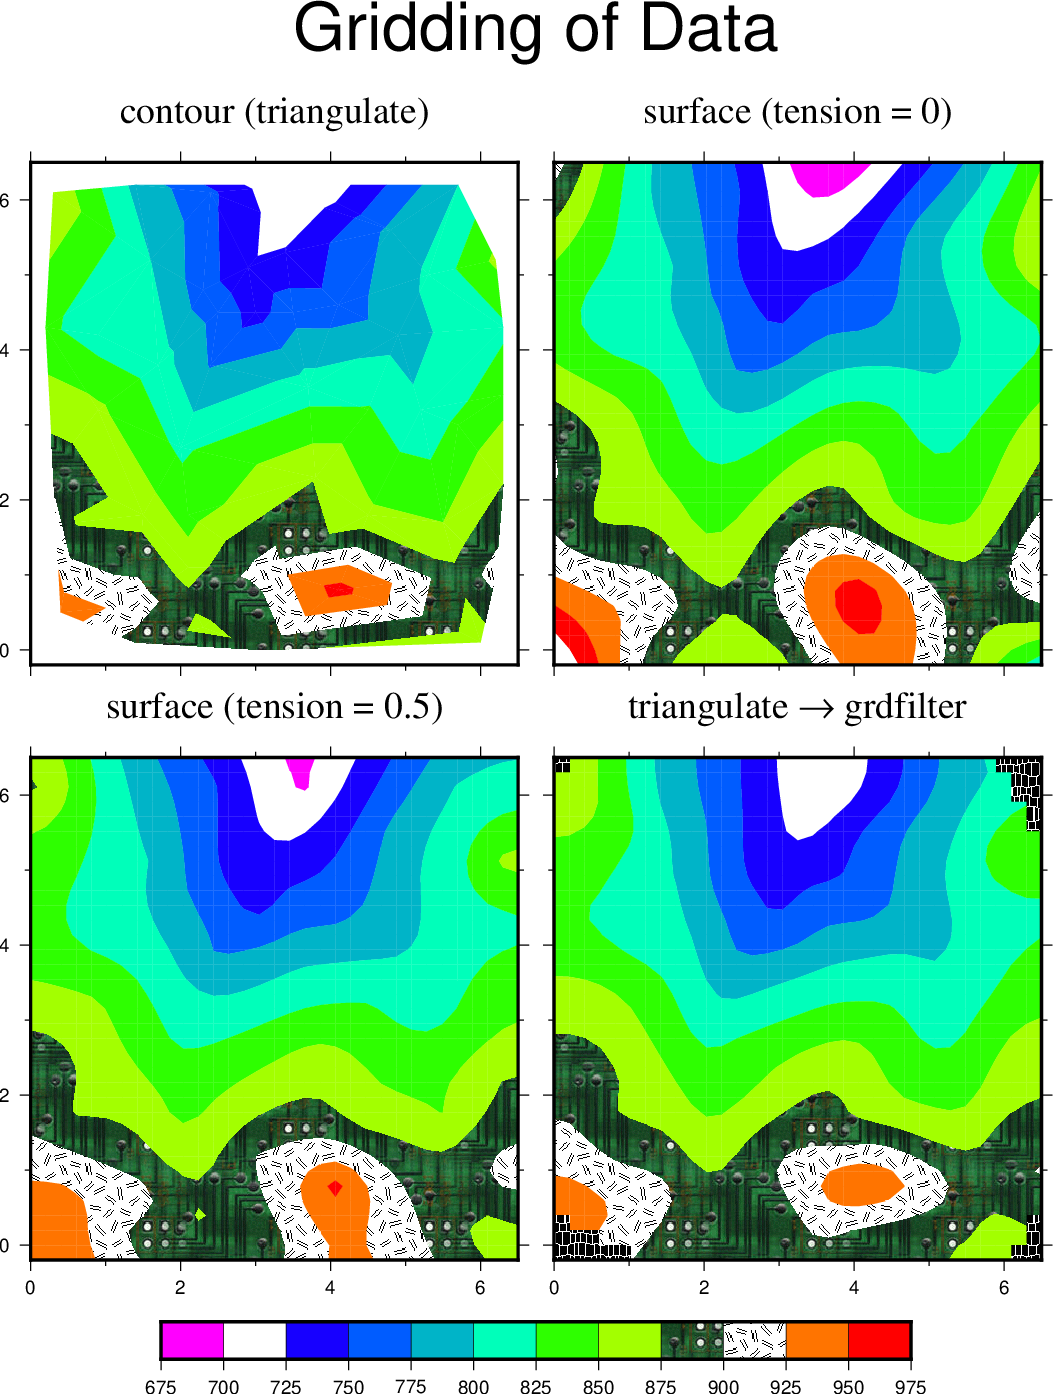 Gridding of Data
contour (triangulate)
surface (tension = 0)
6
4
2
0
surface (tension = 0.5)
triangulate → grdfilter
6
4
2
0
0 2 4 6
0 2 4 6
675 700 725 750 775 800 825 850 875 900 925 950 975